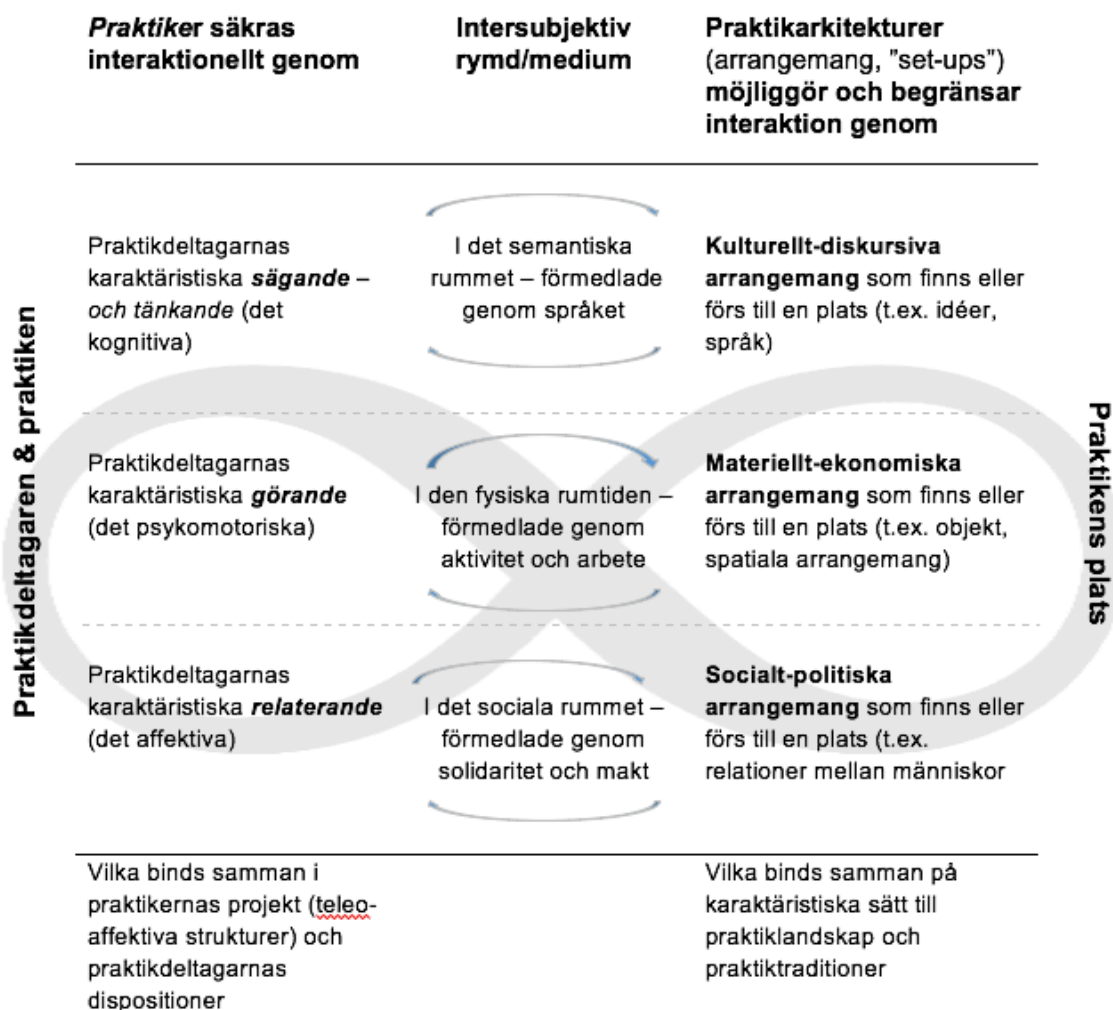 Praktiker säkras
interaktionellt genom
Intersubjektiv
rymd/medium
Praktikarkitekturer
(arrangemang, "set-ups")
möjliggör och begränsar
interaktion genom
Praktikdeltagaren & praktiken
Praktikdeltagarnas
karaktäristiska sägande –
och tänkande (det
kognitiva)
I det semantiska
rummet – förmedlade
genom språket
Kulturellt-diskursiva
arrangemang som finns eller
förs till en plats (t.ex. idéer,
språk)
Praktikdeltagarnas
karaktäristiska görande
(det psykomotoriska)
I den fysiska rumtiden –
förmedlade genom
aktivitet och arbete
Materiellt-ekonomiska
arrangemang som finns eller
förs till en plats (t.ex. objekt,
spatiala arrangemang)
Praktikdeltagarnas
karaktäristiska relaterande
(det affektiva)
I det sociala rummet –
förmedlade genom
solidaritet och makt
Socialt-politiska
arrangemang som finns eller
förs till en plats (t.ex.
relationer mellan människor
Praktikens plats
Vilka binds samman i
praktikernas projekt (teleo-
affektiva strukturer) och
praktikdeltagarnas
dispositioner
Vilka binds samman på
karaktäristiska sätt till
praktiklandskap och
praktiktraditioner